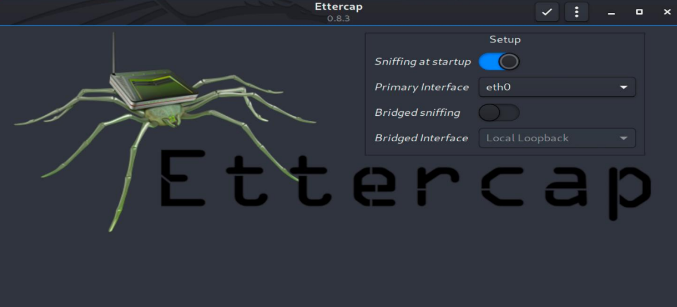 Ettercap
0.8.3
Setup
Sniffing at startup
Primary Interface eth0
Bridged sniffing
Bridged Interface Local Loopback
Ettercap